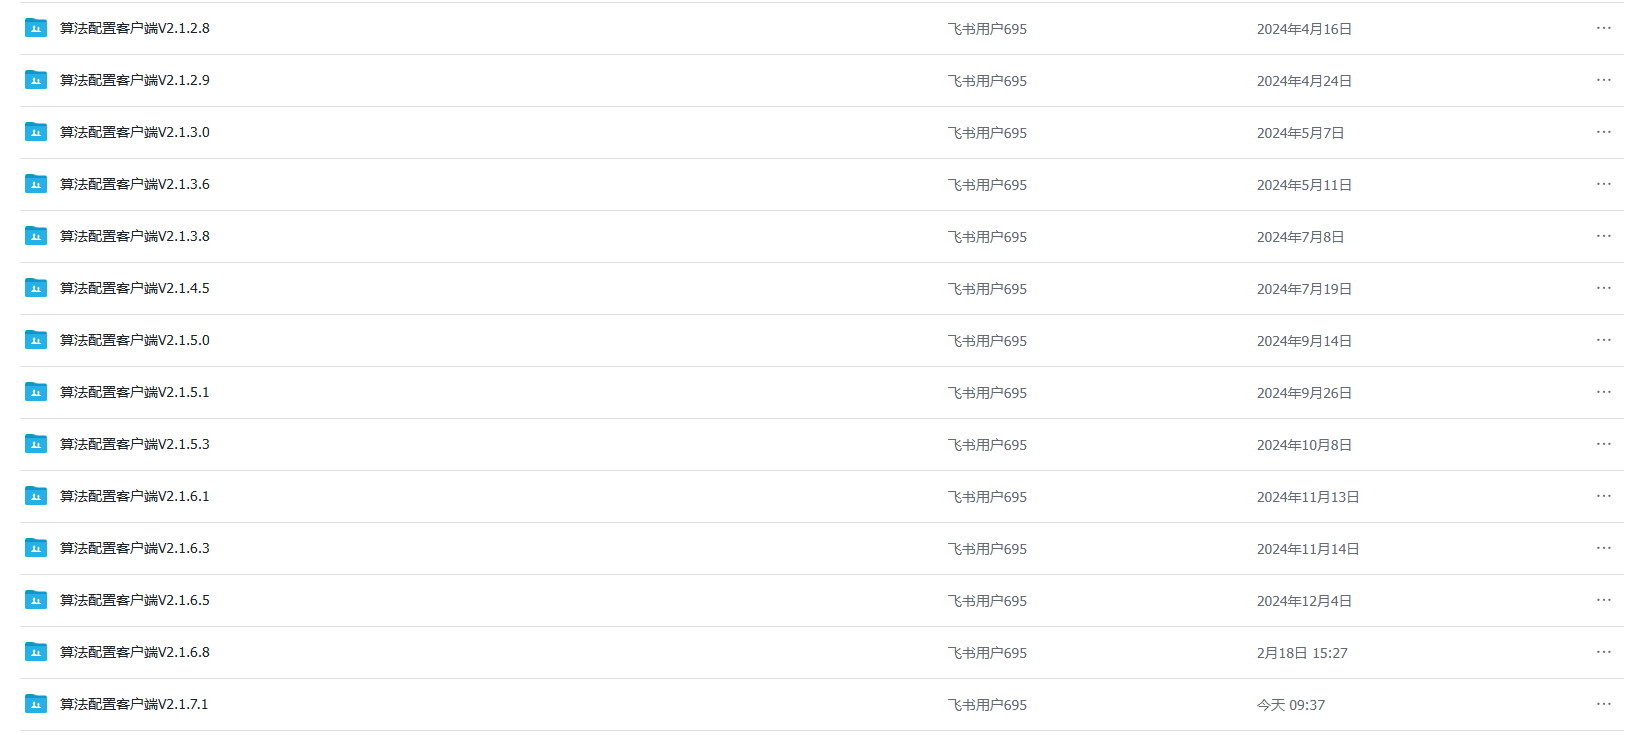 算法配置客户端V2.1.2.8 飞书用户695 2024年4月16日 ···
算法配置客户端V2.1.2.9 飞书用户695 2024年4月24日 ···
算法配置客户端V2.1.3.0 飞书用户695 2024年5月7日 ···
算法配置客户端V2.1.3.6 飞书用户695 2024年5月11日 ···
算法配置客户端V2.1.3.8 飞书用户695 2024年7月8日 ···
算法配置客户端V2.1.4.5 飞书用户695 2024年7月19日 ···
算法配置客户端V2.1.5.0 飞书用户695 2024年9月14日 ···
算法配置客户端V2.1.5.1 飞书用户695 2024年9月26日 ···
算法配置客户端V2.1.5.3 飞书用户695 2024年10月8日 ···
算法配置客户端V2.1.6.1 飞书用户695 2024年11月13日 ···
算法配置客户端V2.1.6.3 飞书用户695 2024年11月14日 ···
算法配置客户端V2.1.6.5 飞书用户695 2024年12月4日 ···
算法配置客户端V2.1.6.8 飞书用户695 2月18日 15:27 ···
算法配置客户端V2.1.7.1 飞书用户695 今天 09:37 ···